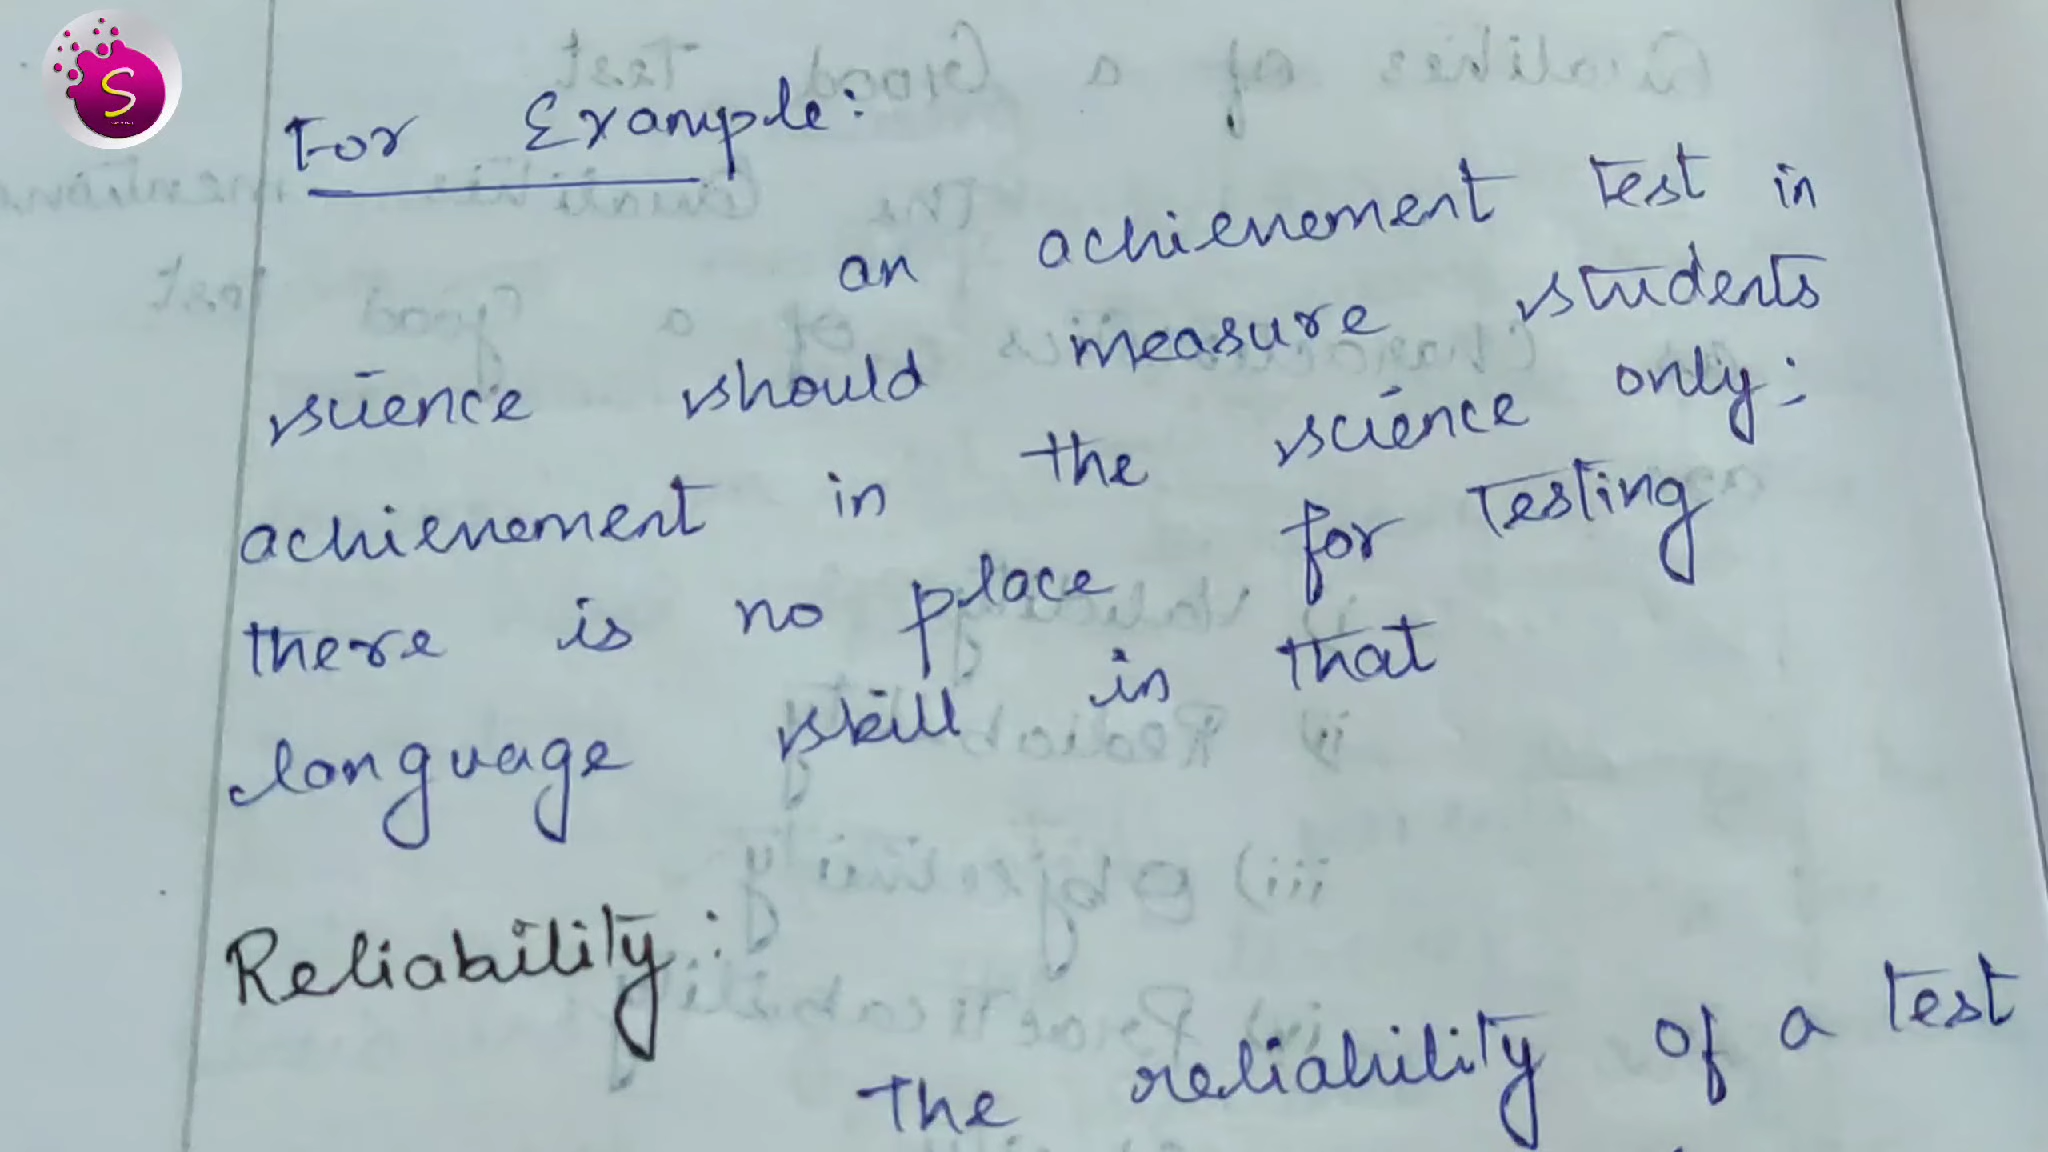 S
For Example:
an achievement test in
science should measure students
achievement in the science only;
there is no place for testing
language skill in that
Reliability:
The reliability of a test